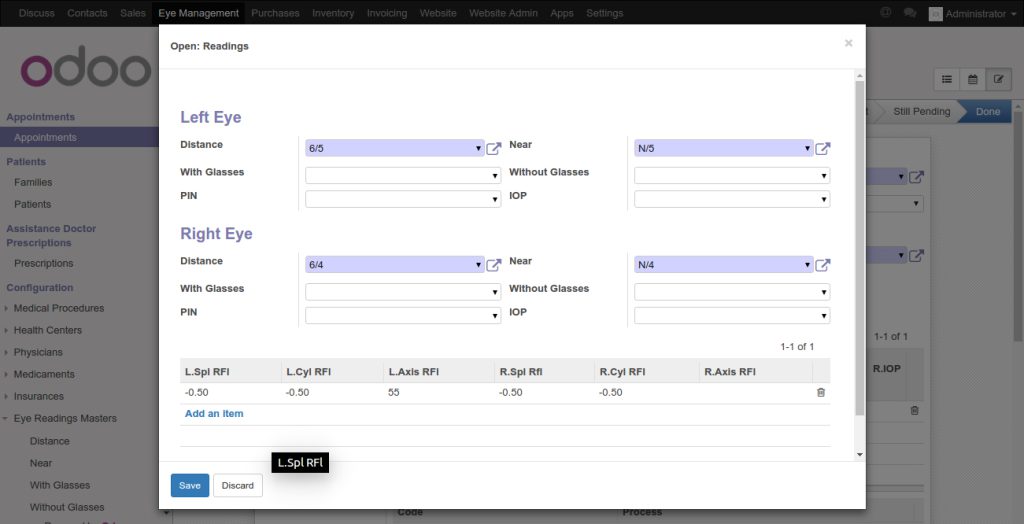 Discuss Contacts Sales Eye Management Purchases Inventory Invoicing Website Website Admin Apps Settings @ Administrator
Open: Readings ×
odoo
Still Pending Done
Appointments
Appointments
Patients
Families
Patients
Assistance Doctor
Prescriptions
Prescriptions
Configuration
Medical Procedures
Health Centers
Physicians
Medicaments
Insurances
Eye Readings Masters
Distance
Near
With Glasses
Without Glasses
Left Eye
Distance 6/5 Near N/5
With Glasses Without Glasses
PIN IOP
Right Eye
Distance 6/4 Near N/4
With Glasses Without Glasses
PIN IOP
1-1 of 1
L.Spl RFl L.Cyl RFl L.Axis RFl R.Spl Rfl R.Cyl RFl R.Axis RFl
-0.50 -0.50 55 -0.50 -0.50
Add an item
L.Spl RFl
Save Discard
1-1 of 1
R.IOP
Code Process